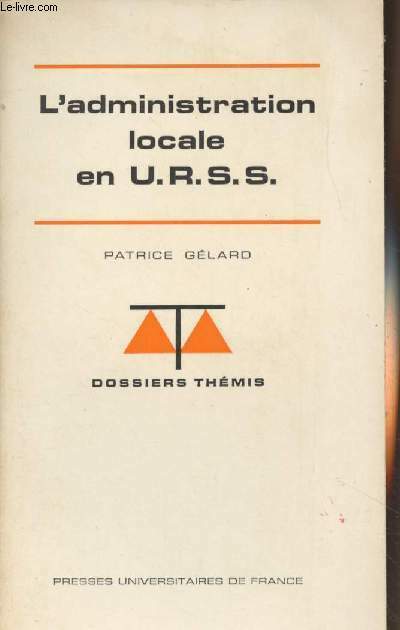 Le-livre.com
L'administration
locale
en U.R.S.S.
PATRICE GÉLARD
DOSSIERS THÉMIS
PRESSES UNIVERSITAIRES DE FRANCE